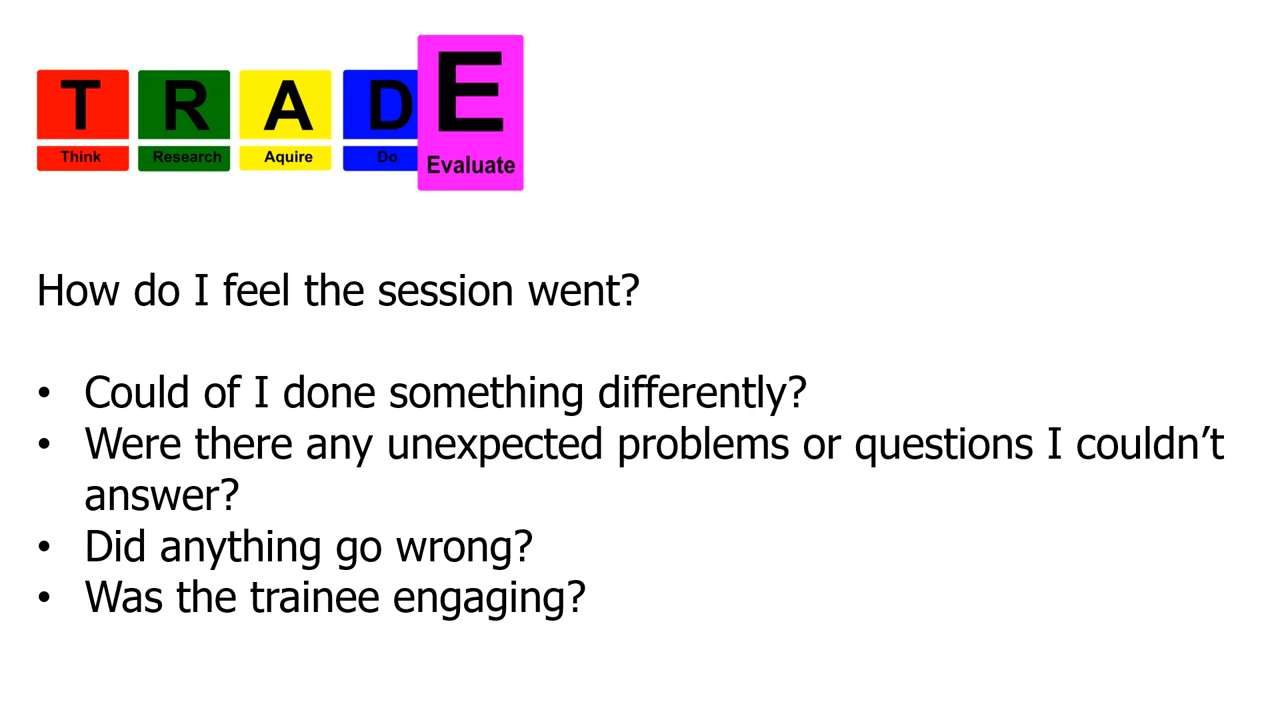 T R A D E
Think Research Aquire Do Evaluate
How do I feel the session went?
• Could of I done something differently?
• Were there any unexpected problems or questions I couldn’t
answer?
• Did anything go wrong?
• Was the trainee engaging?